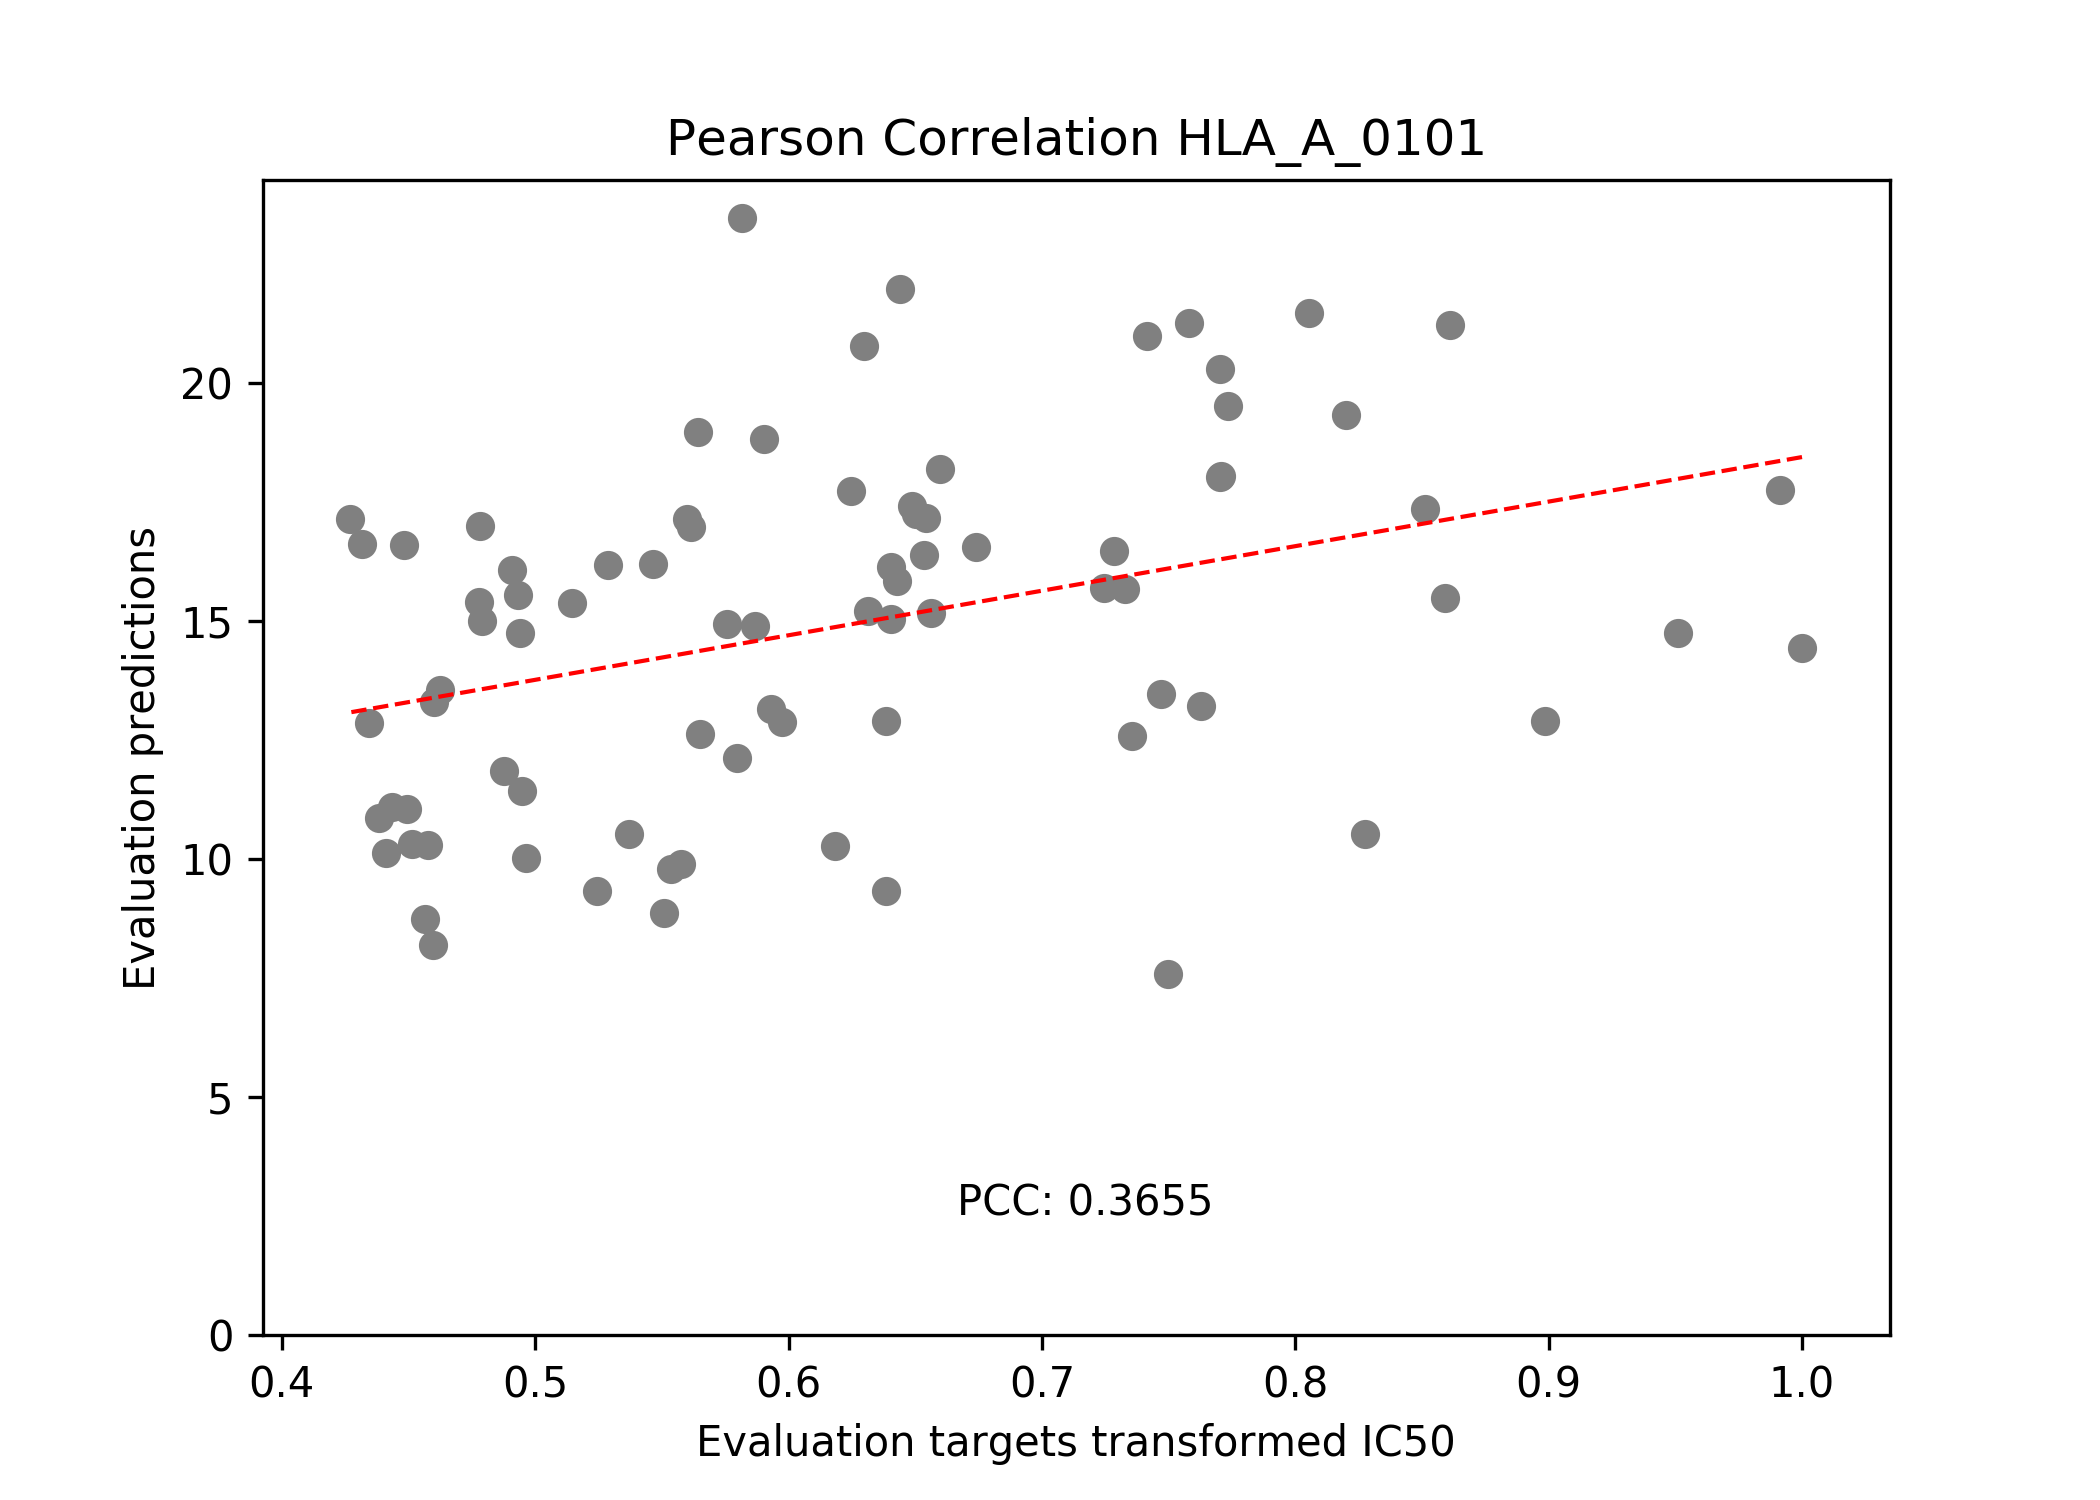 Pearson Correlation HLA_A_0101
Evaluation predictions
20
15
10
5
0
PCC: 0.3655
0.4 0.5 0.6 0.7 0.8 0.9 1.0
Evaluation targets transformed IC50